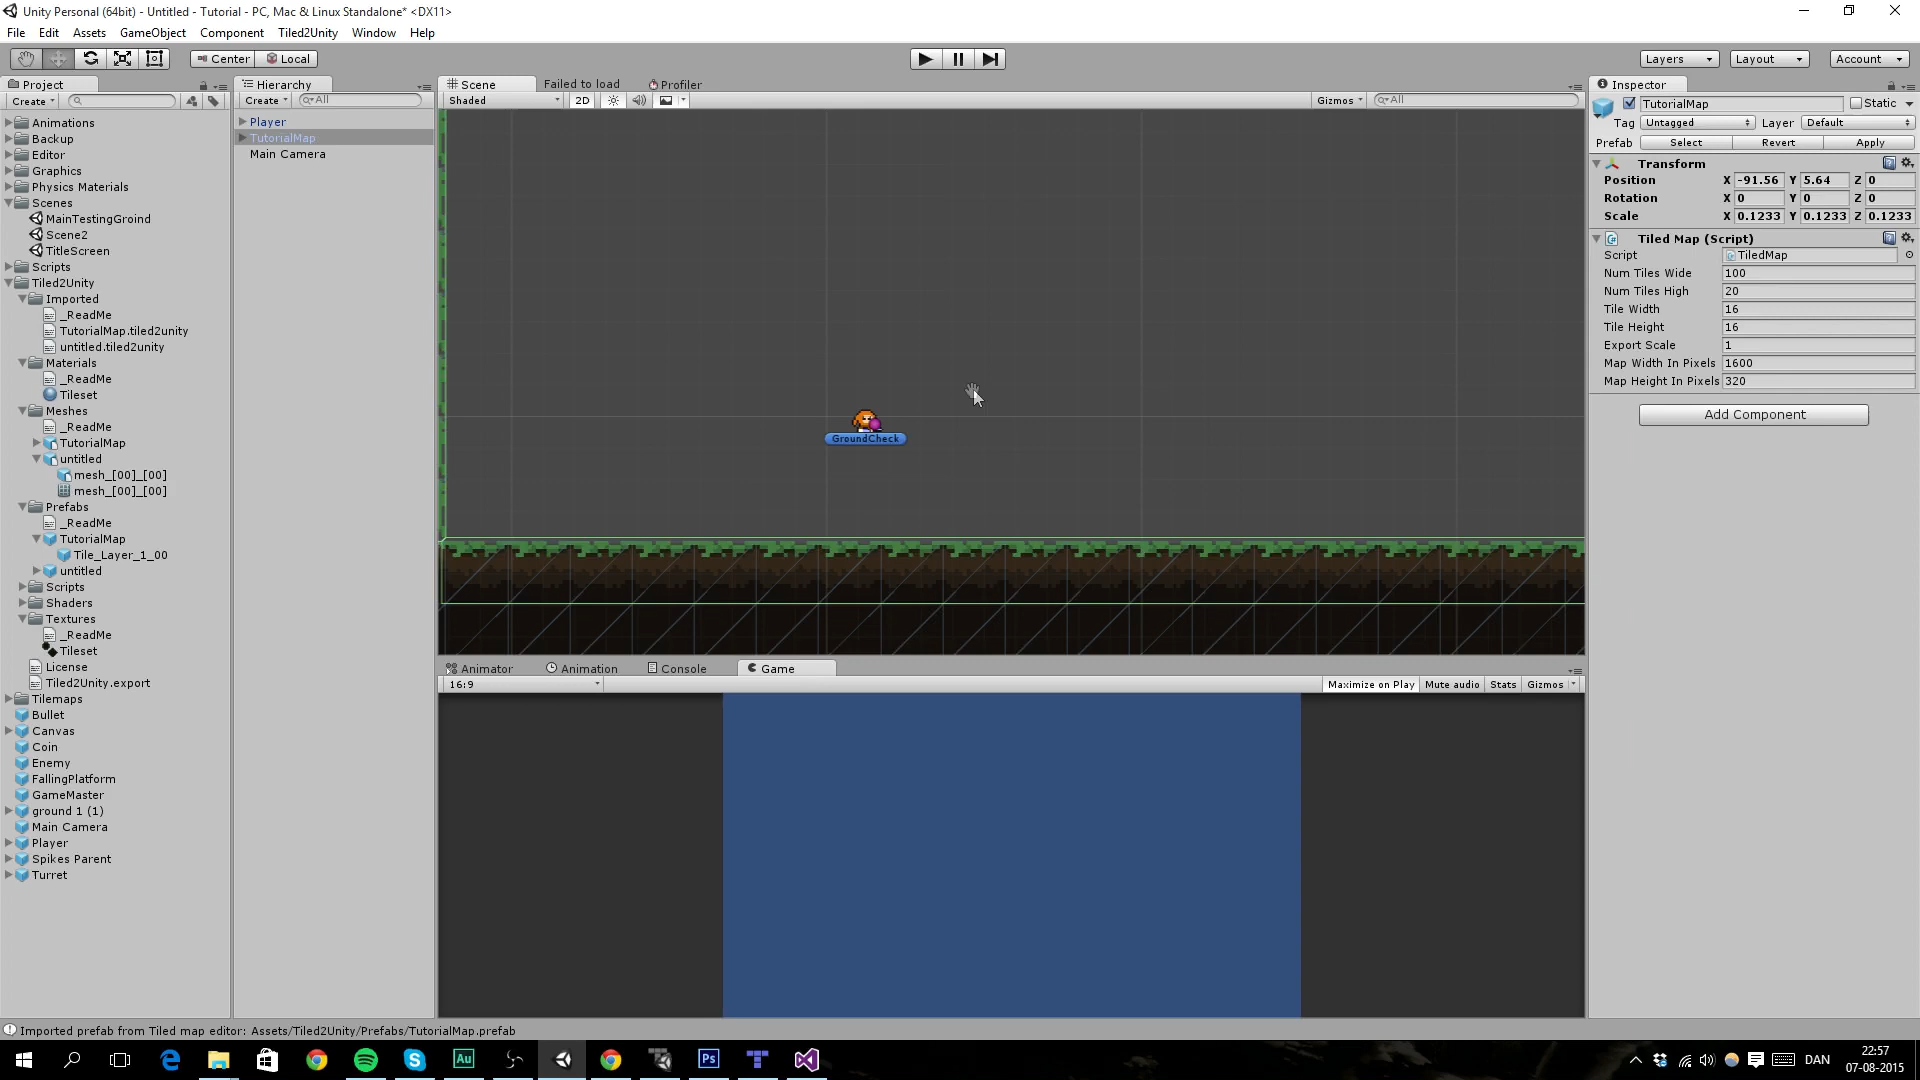 Unity Personal (64bit) - Untitled - Tutorial - PC, Mac & Linux Standalone* <DX11>
File Edit Assets GameObject Component Tiled2Unity Window Help
Center Local
Layers Layout Account
Project
Create
Animations
Backup
Editor
Graphics
Physics Materials
Scenes
MainTestingGroind
Scene2
TitleScreen
Scripts
Tiled2Unity
Imported
_ReadMe
TutorialMap.tiled2unity
untitled.tiled2unity
Materials
_ReadMe
Tileset
Meshes
_ReadMe
TutorialMap
untitled
mesh_[00]_[00]
mesh_[00]_[00]
Prefabs
_ReadMe
TutorialMap
Tile_Layer_1_00
untitled
Scripts
Shaders
Textures
_ReadMe
Tileset
License
Tiled2Unity.export
Tilemaps
Bullet
Canvas
Coin
Enemy
FallingPlatform
GameMaster
ground 1 (1)
Main Camera
Player
Spikes Parent
Turret
Hierarchy
Create All
Player
TutorialMap
Main Camera
Scene Failed to load Profiler
Shaded 2D Gizmos All
GroundCheck
Animator Animation Console Game
16:9 Maximize on Play Mute audio Stats Gizmos
Inspector
TutorialMap Static
Tag Untagged Layer Default
Prefab Select Revert Apply
Transform
Position X -91.56 Y 5.64 Z 0
Rotation X 0 Y 0 Z 0
Scale X 0.1233 Y 0.1233 Z 0.1233
Tiled Map (Script)
Script TiledMap
Num Tiles Wide 100
Num Tiles High 20
Tile Width 16
Tile Height 16
Export Scale 1
Map Width In Pixels 1600
Map Height In Pixels 320
Add Component
Imported prefab from Tiled map editor: Assets/Tiled2Unity/Prefabs/TutorialMap.prefab
Au Ps
DAN
22:57
07-08-2015